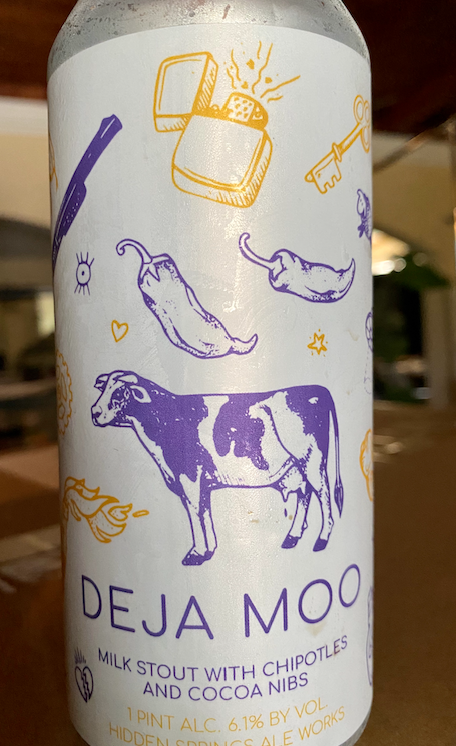 DEJA MOO
MILK STOUT WITH CHIPOTLES
AND COCOA NIBS
1 PINT ALC. 6.1% BY VOL
HIDDEN SPRINGS ALE WORKS